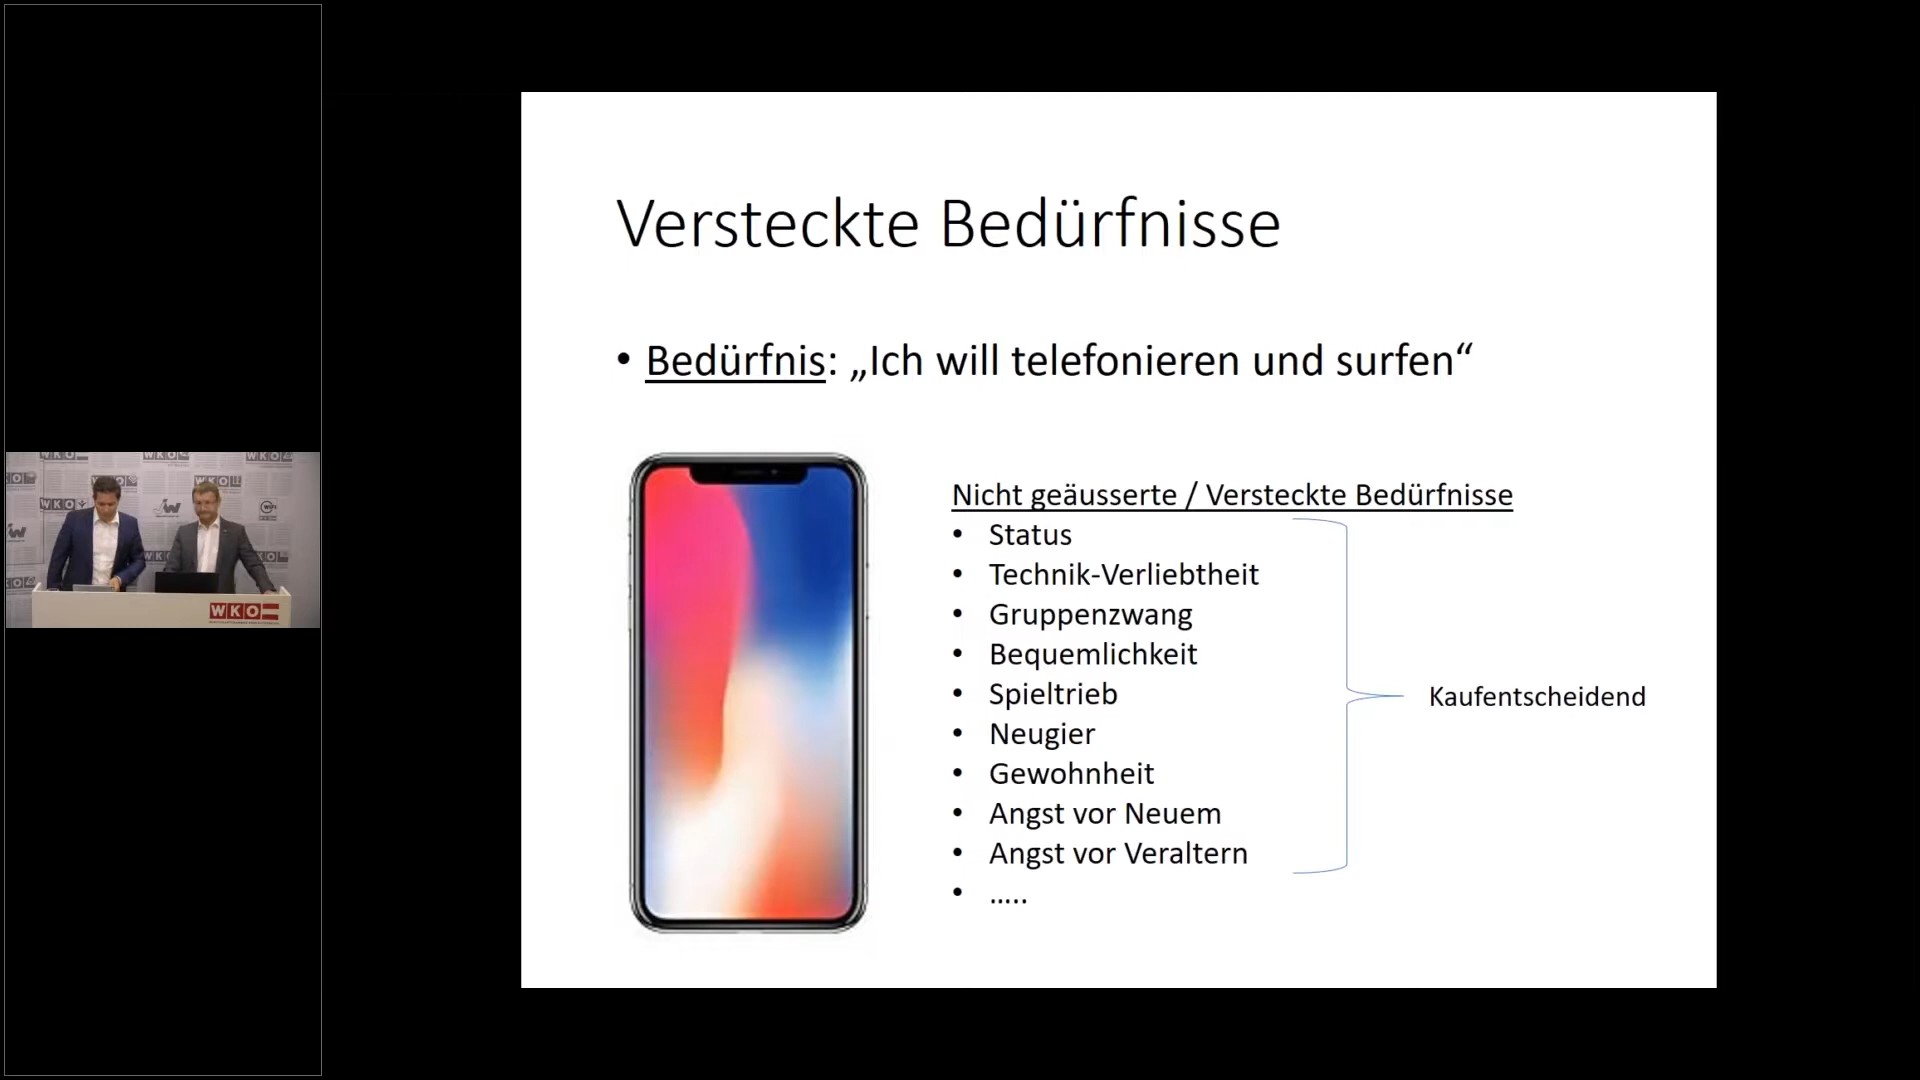 Versteckte Bedürfnisse
• Bedürfnis: „Ich will telefonieren und surfen“
Nicht geäusserte / Versteckte Bedürfnisse
• Status
• Technik-Verliebtheit
• Gruppenzwang
• Bequemlichkeit
• Spieltrieb
• Neugier
• Gewohnheit
• Angst vor Neuem
• Angst vor Veraltern
• .....
Kaufentscheidend
WKO